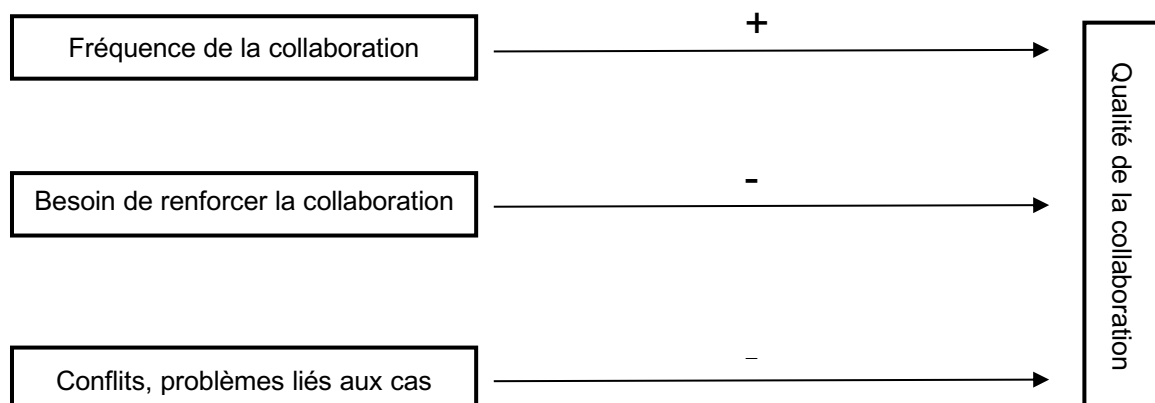 Fréquence de la collaboration
+
Besoin de renforcer la collaboration
-
Conflits, problèmes liés aux cas
-
Qualité de la collaboration